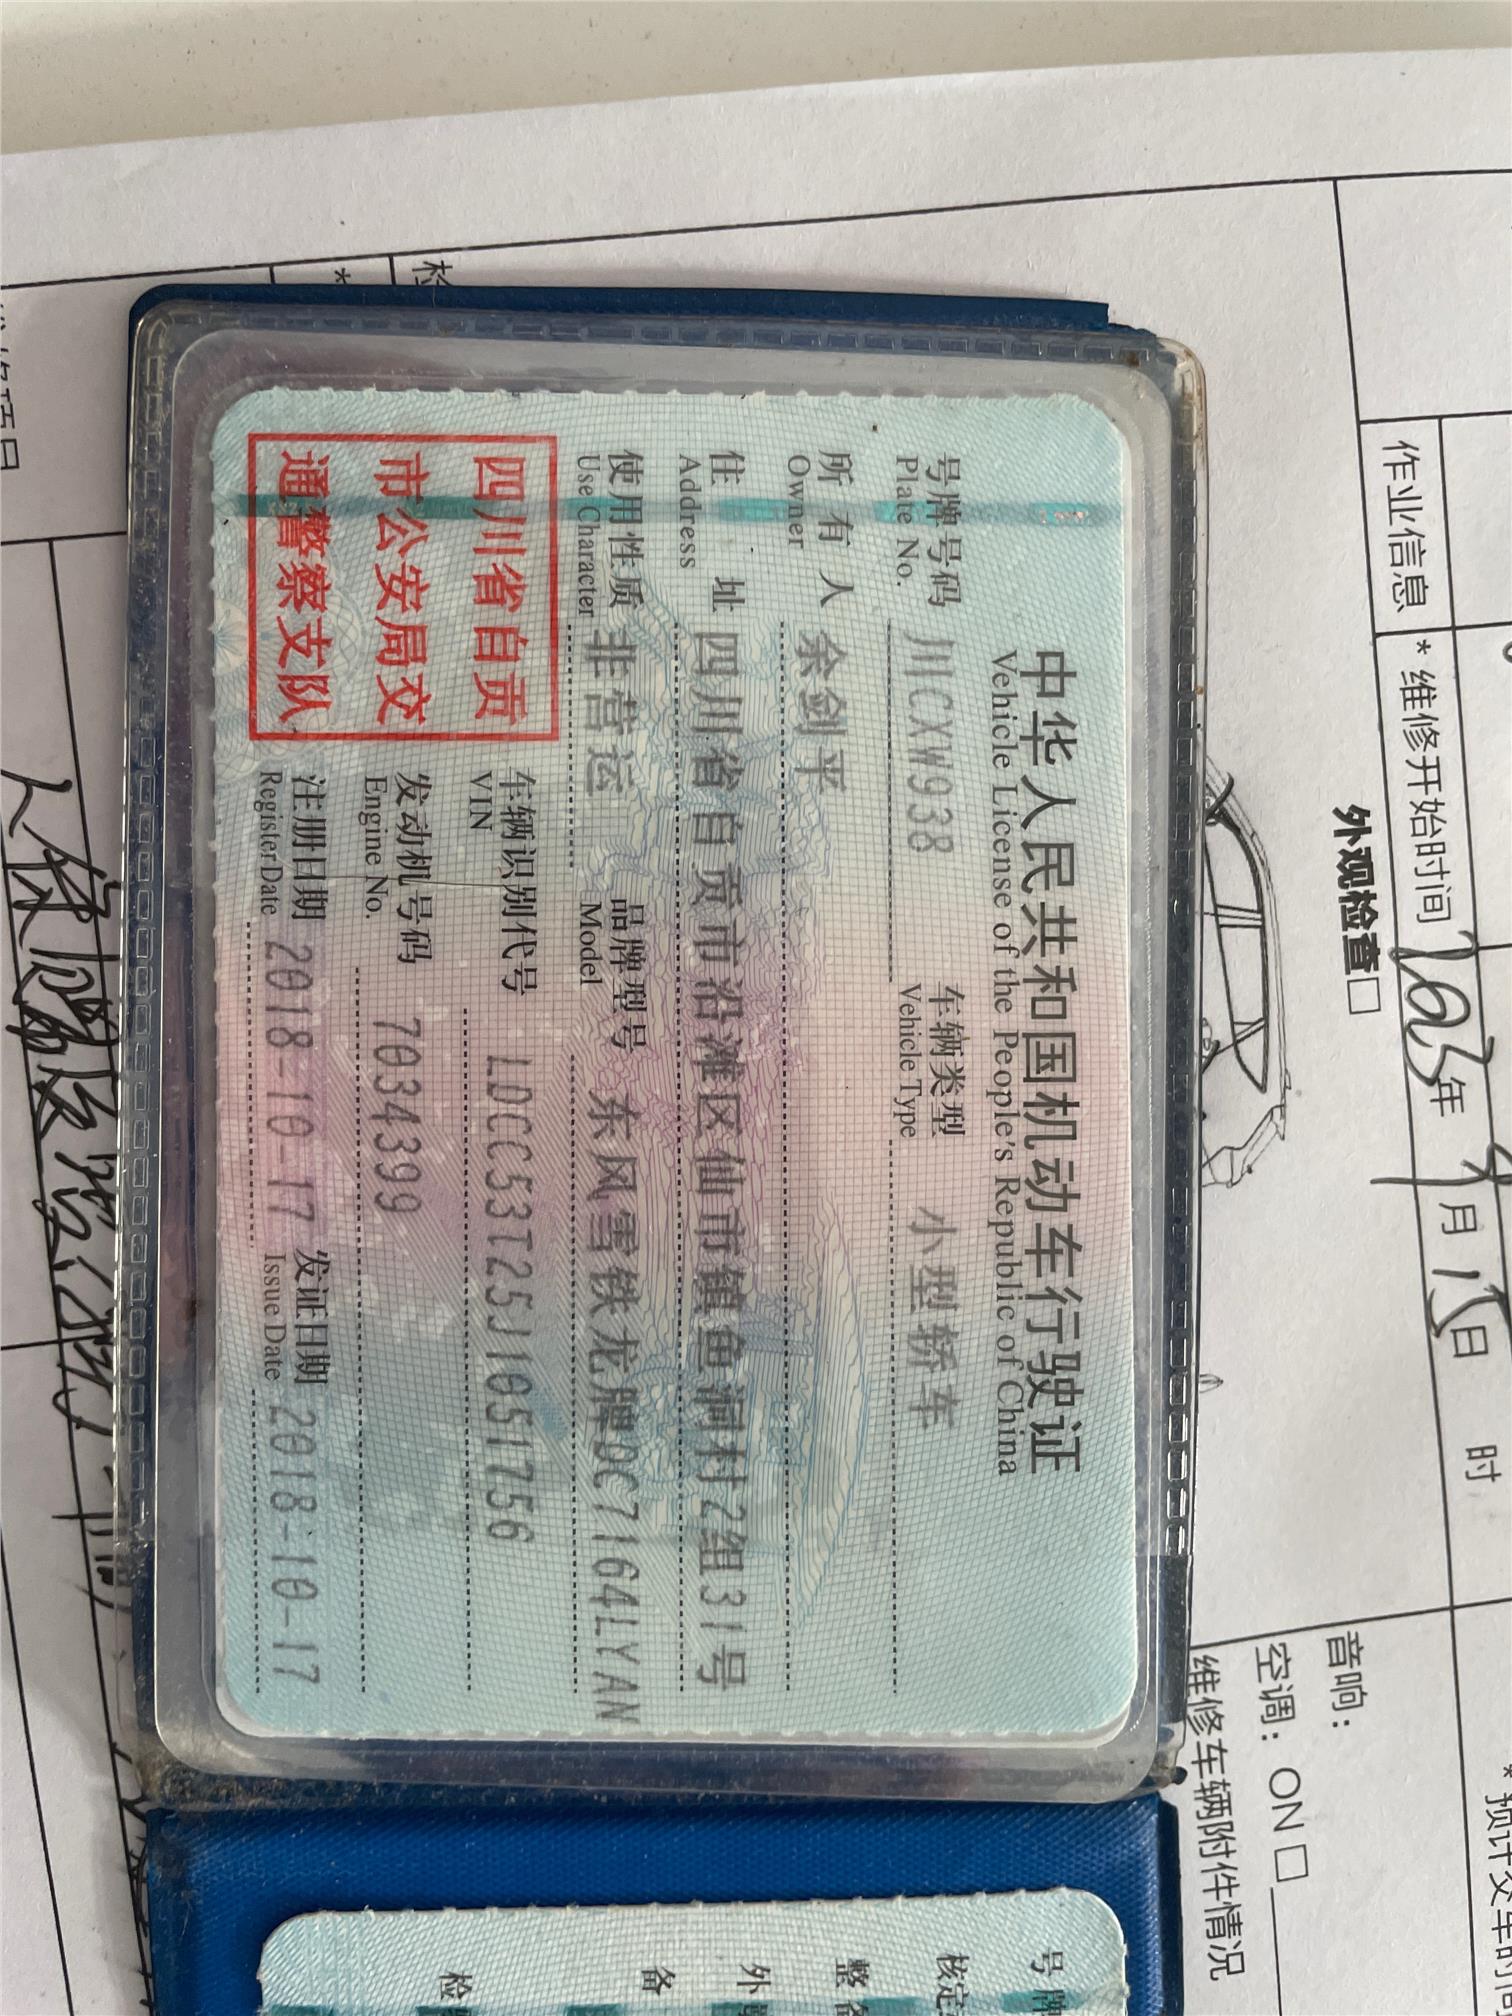 中华人民共和国机动车行驶证
Vehicle License of the People's Republic of China
号牌号码 川CXW938 车辆类型 小型轿车
Plate No. Vehicle Type
所有人 余剑平
Owner
住址 四川省自贡市沿滩区仙市镇鱼洞村2组31号
Address
使用性质 非营运 品牌型号 东风雪铁龙牌DC7164LYAN
Use Character Model
四川省自贡
市公安局交
通警察支队
车辆识别代号 LDCC53T25J1051756
VIN
发动机号码 7034399
Engine No.
注册日期 2018-10-17 发证日期 2018-10-17
Register Date Issue Date
作业信息
*维修开始时间
年 月 日 时
外观检查□
音响：
空调：ON□
维修车辆附件情况
号牌
核定
整备
外
备
检